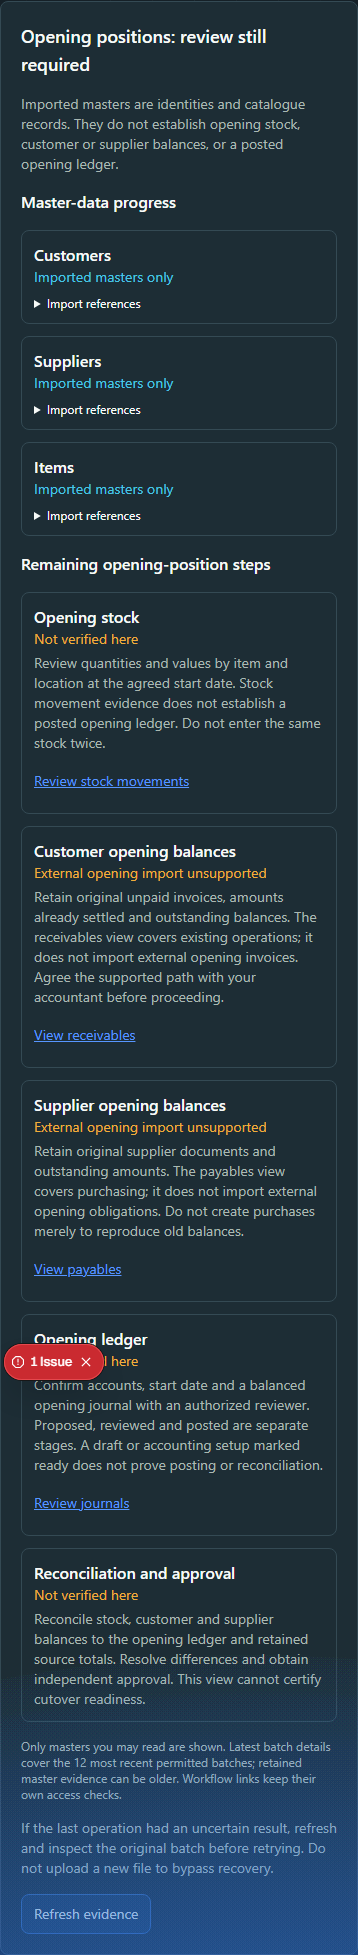 Opening positions: review still
required
Imported masters are identities and catalogue
records. They do not establish opening stock,
customer or supplier balances, or a posted
opening ledger.
Master-data progress
Customers
Imported masters only
Import references
Suppliers
Imported masters only
Import references
Items
Imported masters only
Import references
Remaining opening-position steps
Opening stock
Not verified here
Review quantities and values by item and
location at the agreed start date. Stock
movement evidence does not establish a
posted opening ledger. Do not enter the same
stock twice.
Review stock movements
Customer opening balances
External opening import unsupported
Retain original unpaid invoices, amounts
already settled and outstanding balances. The
receivables view covers existing operations; it
does not import external opening invoices.
Agree the supported path with your
accountant before proceeding.
View receivables
Supplier opening balances
External opening import unsupported
Retain original supplier documents and
outstanding amounts. The payables view
covers purchasing; it does not import external
opening obligations. Do not create purchases
merely to reproduce old balances.
View payables
Opening ledger
1 Issue
here
Confirm accounts, start date and a balanced
opening journal with an authorized reviewer.
Proposed, reviewed and posted are separate
stages. A draft or accounting setup marked
ready does not prove posting or reconciliation.
Review journals
Reconciliation and approval
Not verified here
Reconcile stock, customer and supplier
balances to the opening ledger and retained
source totals. Resolve differences and obtain
independent approval. This view cannot certify
cutover readiness.
Only masters you may read are shown. Latest batch details
cover the 12 most recent permitted batches; retained
master evidence can be older. Workflow links keep their
own access checks.
If the last operation had an uncertain result, refresh
and inspect the original batch before retrying. Do
not upload a new file to bypass recovery.
Refresh evidence